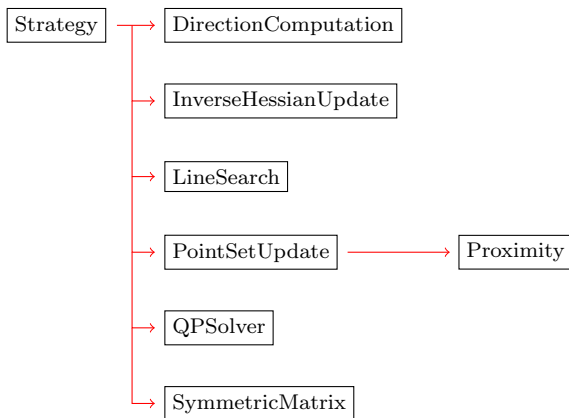 Strategy
DirectionComputation
InverseHessianUpdate
LineSearch
PointSetUpdate
Proximity
QPSolver
SymmetricMatrix